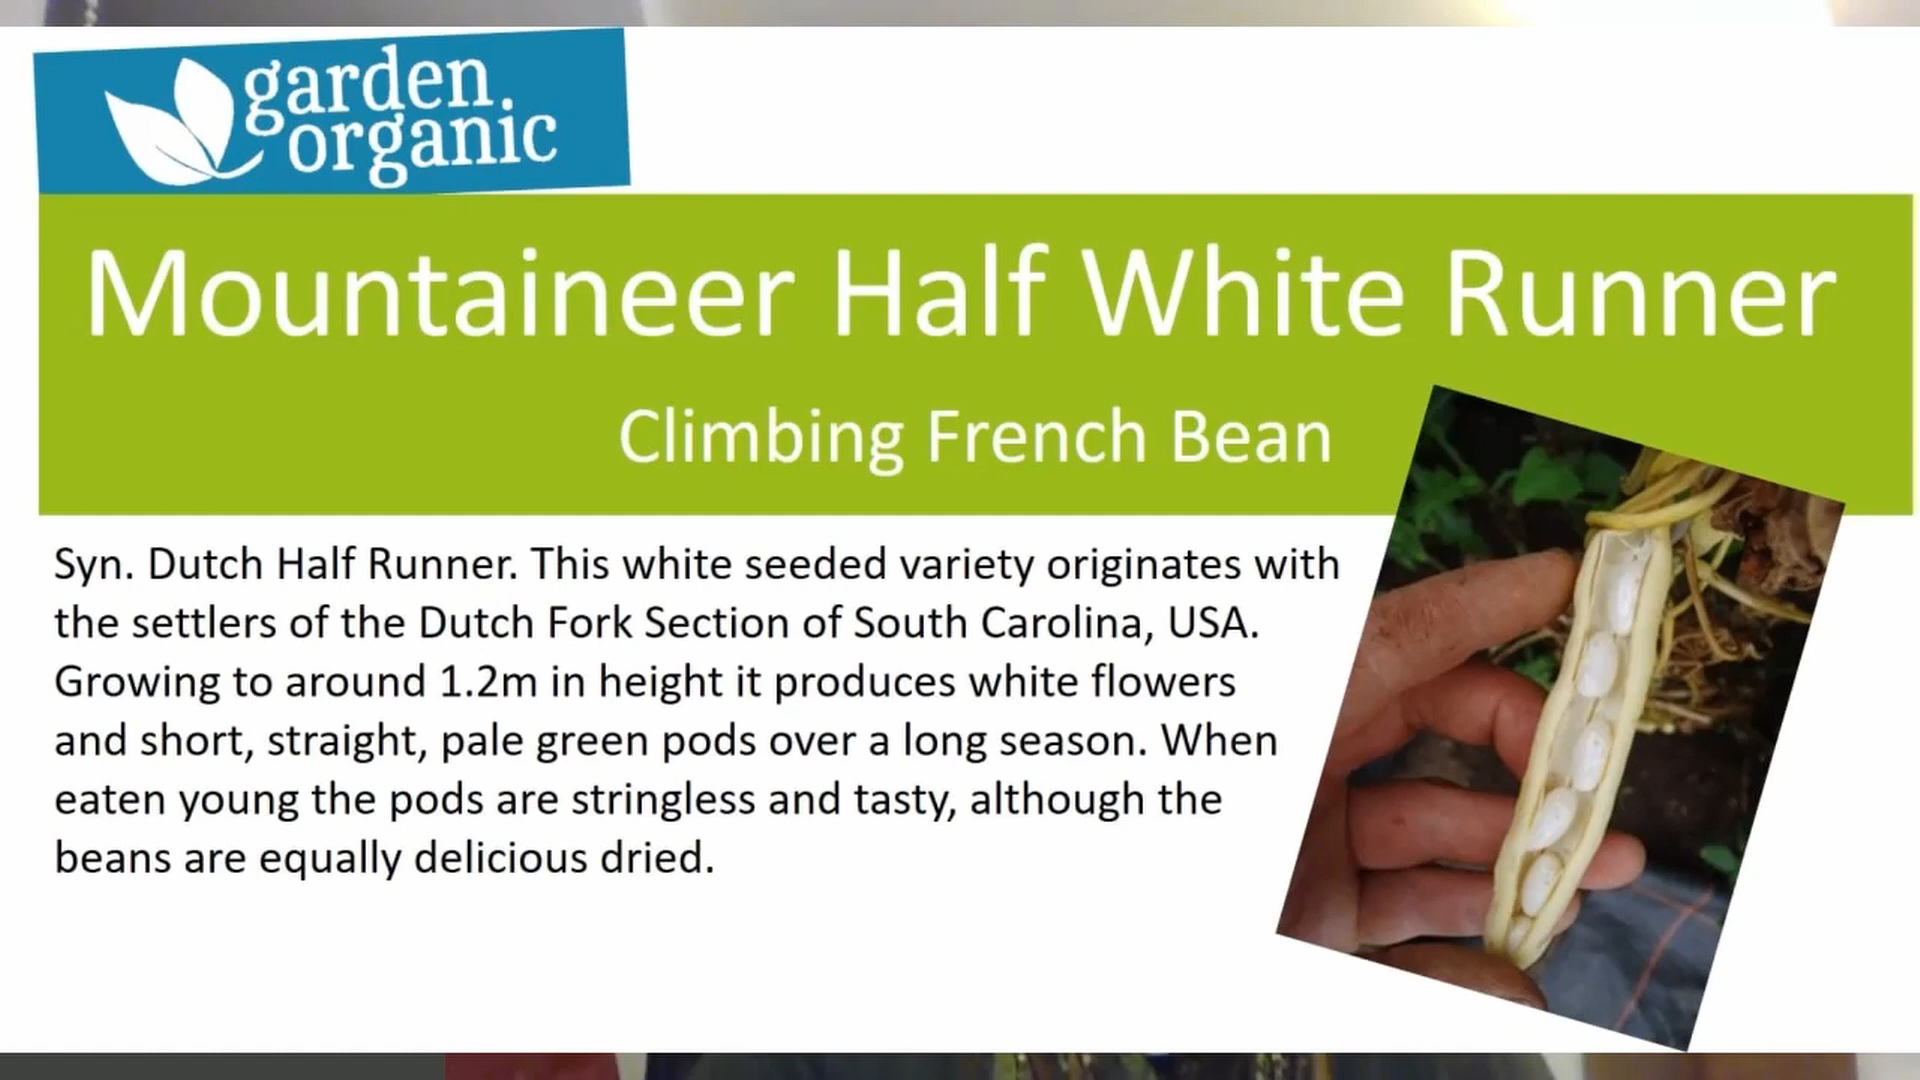 garden
organic
Mountaineer Half White Runner
Climbing French Bean
Syn. Dutch Half Runner. This white seeded variety originates with
the settlers of the Dutch Fork Section of South Carolina, USA.
Growing to around 1.2m in height it produces white flowers
and short, straight, pale green pods over a long season. When
eaten young the pods are stringless and tasty, although the
beans are equally delicious dried.